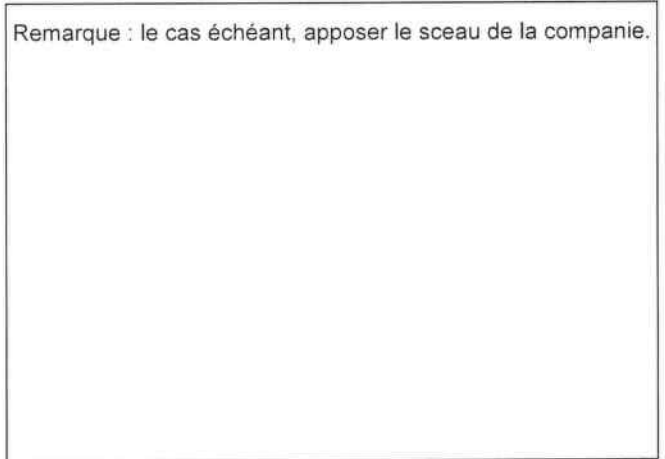 Remarque : le cas échéant, apposer le sceau de la companie.